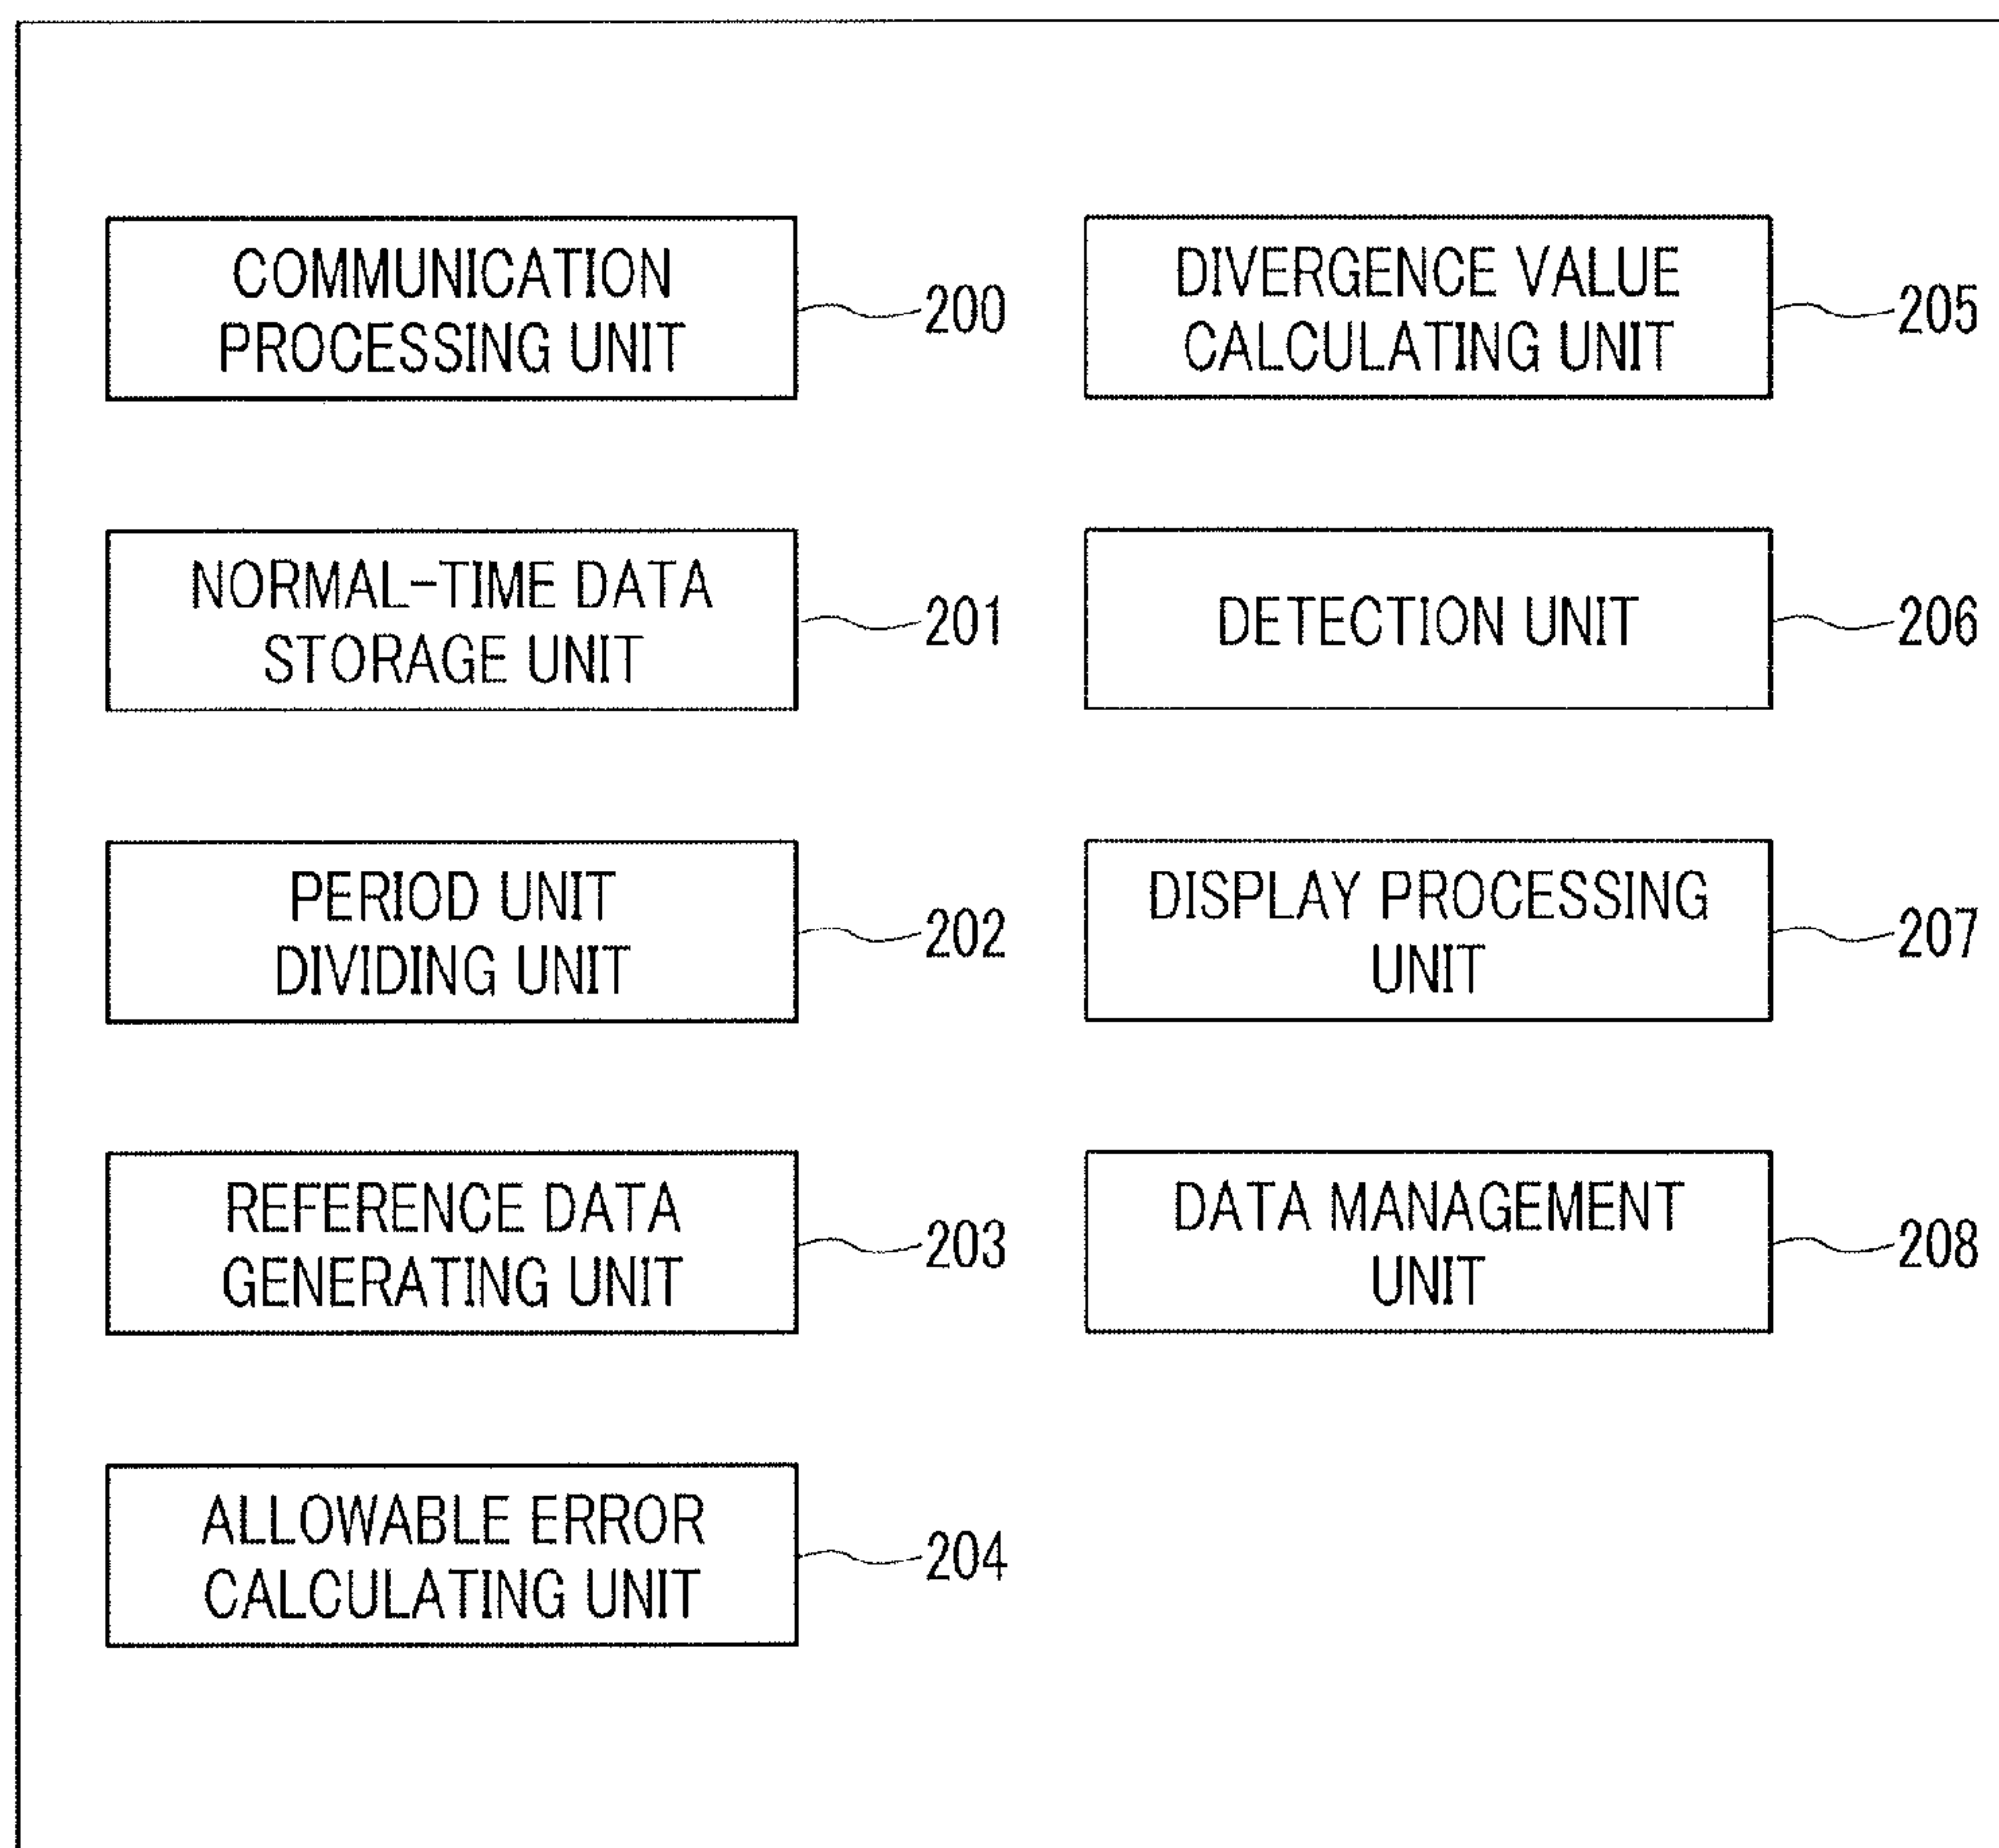 COMMUNICATION
PROCESSING UNIT
200
NORMAL-TIME DATA
STORAGE UNIT
201
PERIOD UNIT
DIVIDING UNIT
202
REFERENCE DATA
GENERATING UNIT
203
ALLOWABLE ERROR
CALCULATING UNIT
204
DIVERGENCE VALUE
CALCULATING UNIT
205
DETECTION UNIT
206
DISPLAY PROCESSING
UNIT
207
DATA MANAGEMENT
UNIT
208